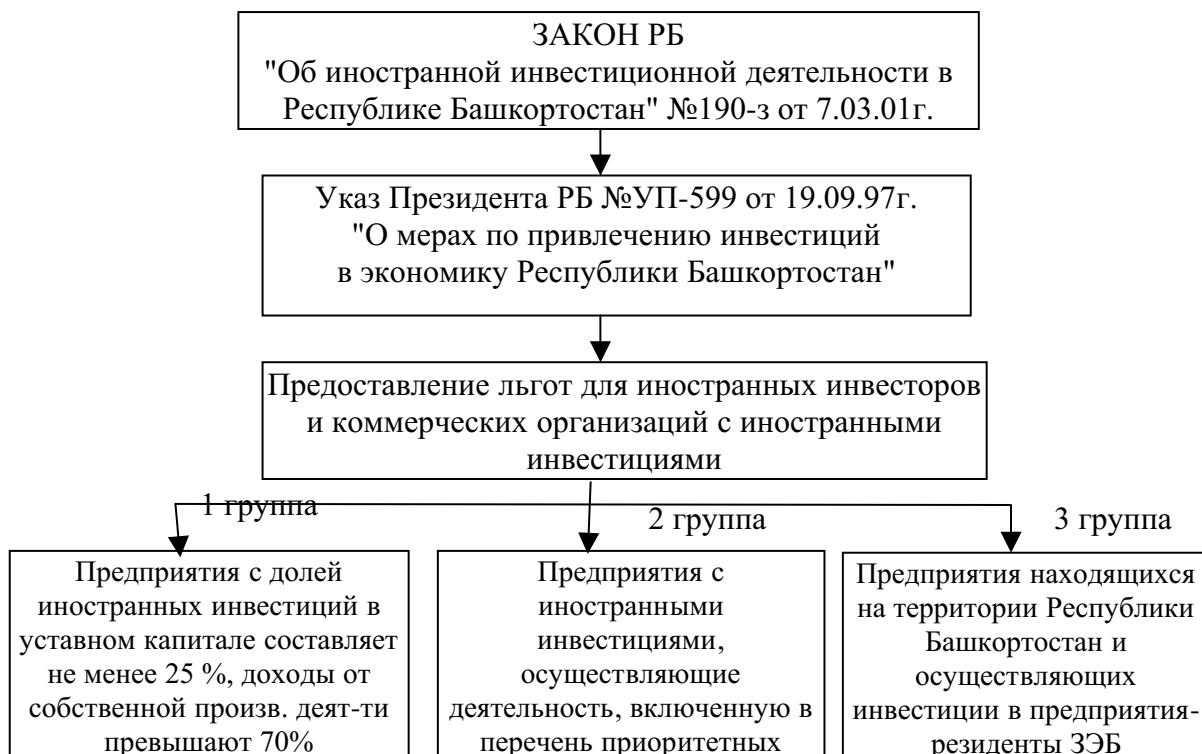 ЗАКОН РБ
"Об иностранной инвестиционной деятельности в
Республике Башкортостан" №190-з от 7.03.01г.
Указ Президента РБ №УП-599 от 19.09.97г.
"О мерах по привлечению инвестиций
в экономику Республики Башкортостан"
Предоставление льгот для иностранных инвесторов
и коммерческих организаций с иностранными
инвестициями
1 группа
Предприятия с долей
иностранных инвестиций в
уставном капитале составляет
не менее 25 %, доходы от
собственной произв. деят-ти
превышают 70%
2 группа
Предприятия с
иностранными
инвестициями,
осуществляющие
деятельность, включенную в
перечень приоритетных
3 группа
Предприятия находящихся
на территории Республики
Башкортостан и
осуществляющих
инвестиции в предприятия-
резиденты ЗЭБ